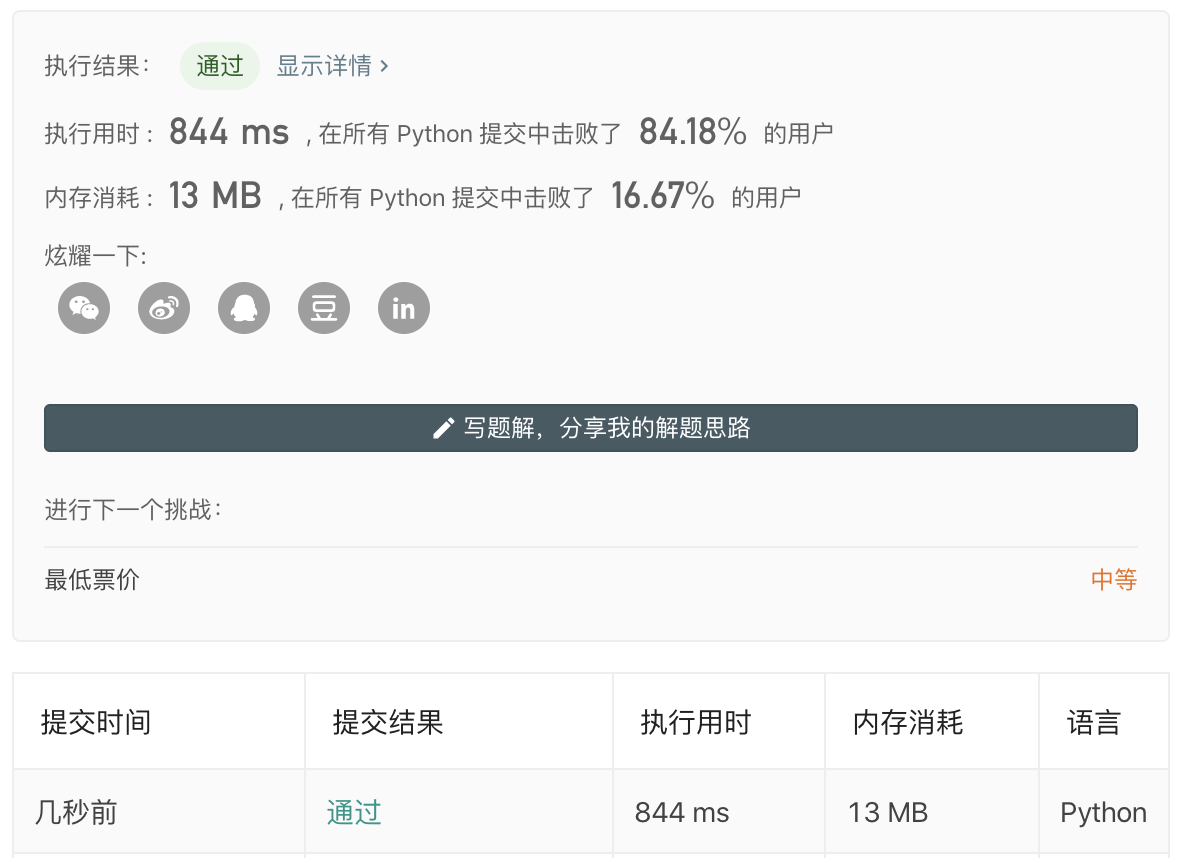 执行结果： 通过 显示详情 ›
执行用时 : 844 ms , 在所有 Python 提交中击败了 84.18% 的用户
内存消耗 : 13 MB , 在所有 Python 提交中击败了 16.67% 的用户
炫耀一下:
豆 in
写题解，分享我的解题思路
进行下一个挑战：
最低票价 中等
提交时间 提交结果 执行用时 内存消耗 语言
几秒前 通过 844 ms 13 MB Python